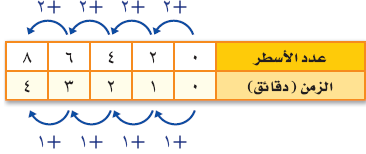 +٢ +٢ +٢ +٢
عدد الأسطر ٠ ٢ ٤ ٦ ٨
الزمن (دقائق) ٠ ١ ٢ ٣ ٤
+١ +١ +١ +١